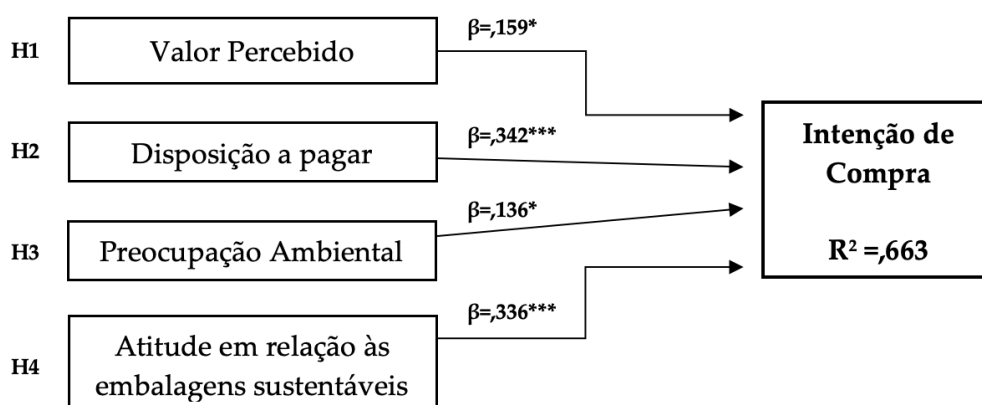 H1
Valor Percebido
β=,159*
H2
Disposição a pagar
β=,342***
H3
Preocupação Ambiental
β=,136*
H4
Atitude em relação às
embalagens sustentáveis
β=,336***
Intenção de
Compra
R² =,663